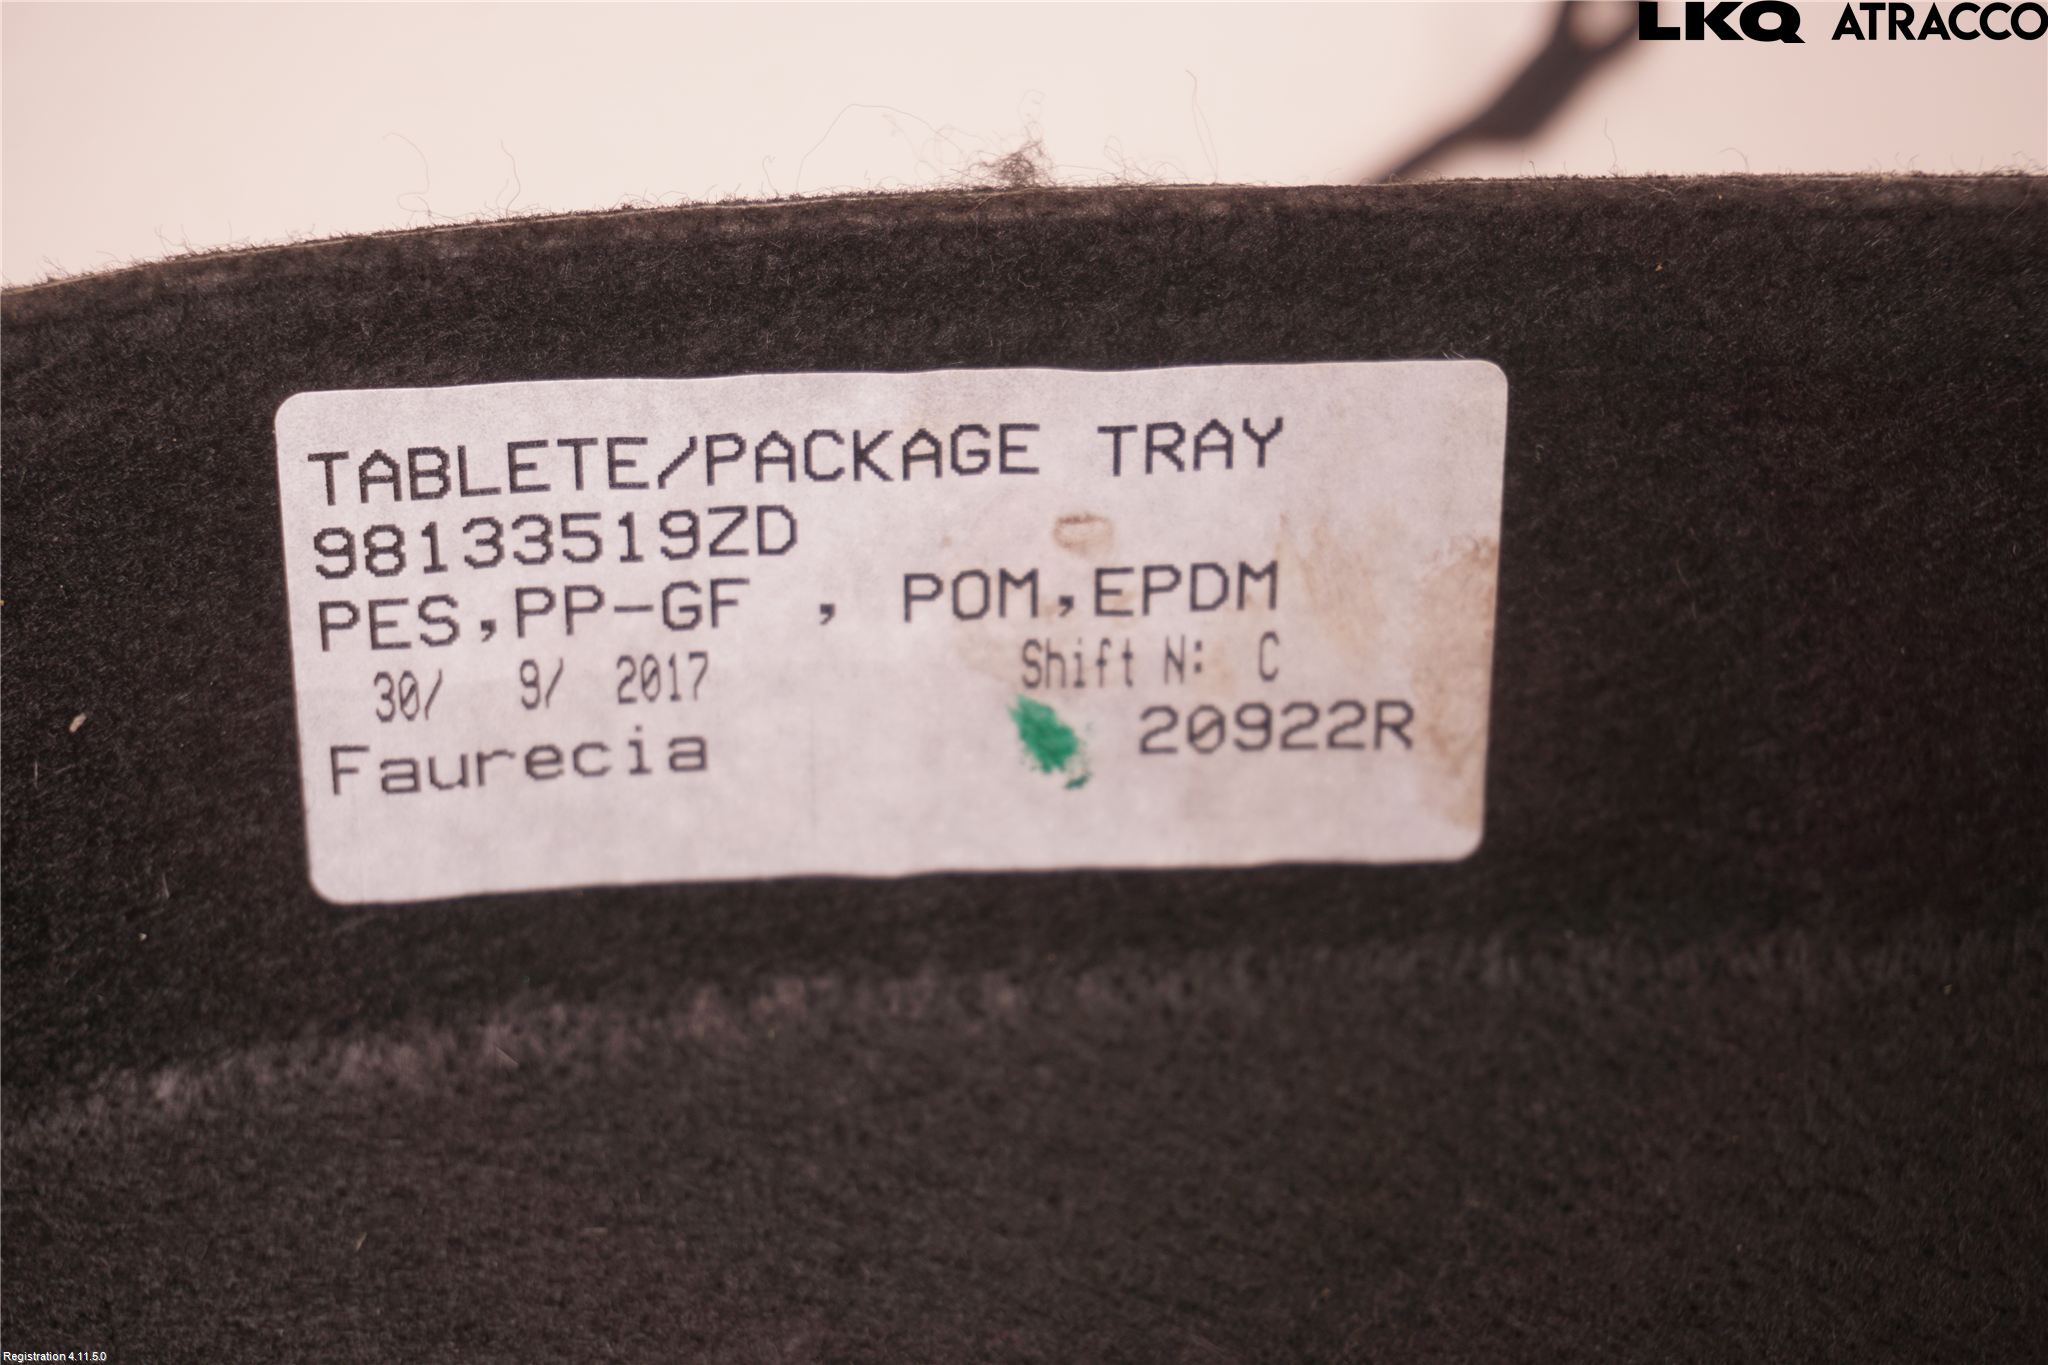 LKQ ATRACCO
TABLETE/PACKAGE TRAY
98133519ZD
PES,PP-GF , POM,EPDM
30/ 9/ 2017 Shift N: C
Faurecia 20922R
Registration 4.11.5.0